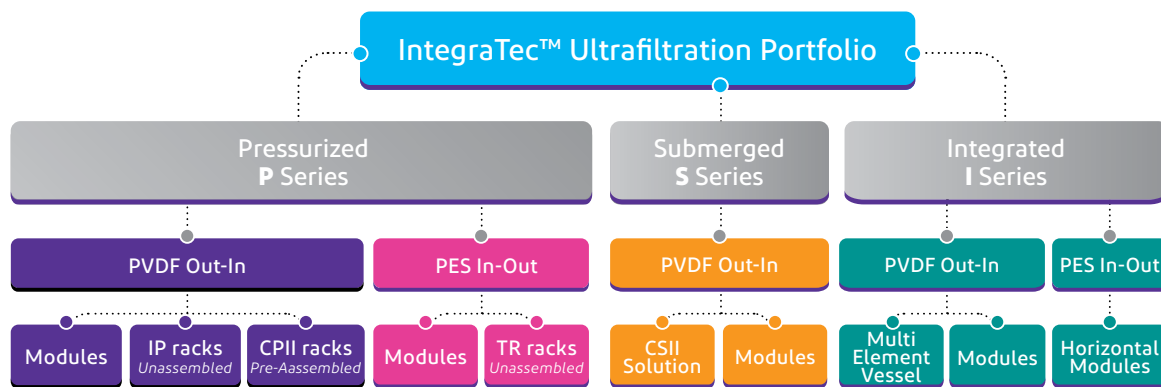 IntegraTec™ Ultrafiltration Portfolio
Pressurized
P Series
Submerged
S Series
Integrated
I Series
PVDF Out-In
PES In-Out
PVDF Out-In
PVDF Out-In
PES In-Out
Modules
IP racks
Unassembled
CPII racks
Pre-Aassembled
Modules
TR racks
Unassembled
CSII
Solution
Modules
Multi
Element
Vessel
Modules
Horizontal
Modules